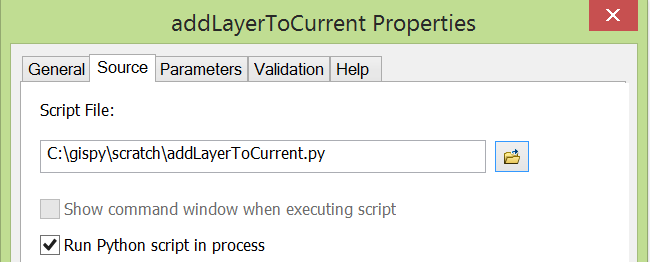 addLayerToCurrent Properties
General Source Parameters Validation Help
Script File:
C:\gispy\scratch\addLayerToCurrent.py
Show command window when executing script
Run Python script in process